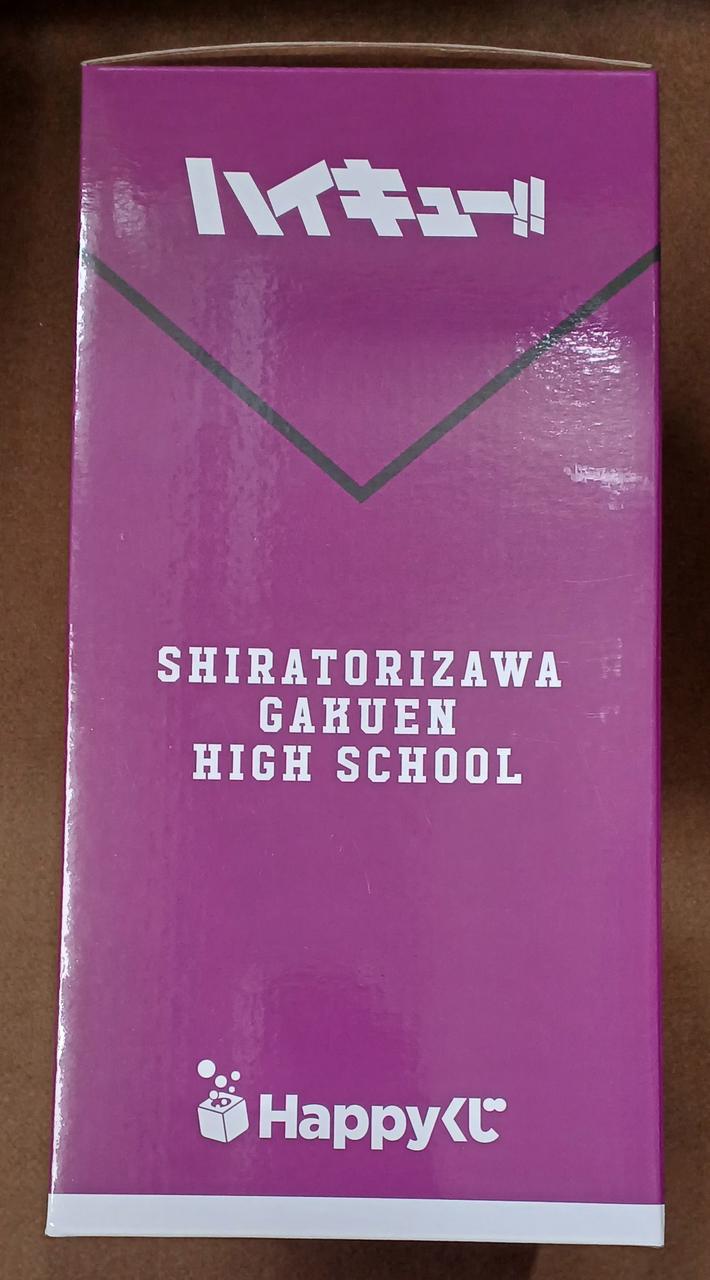 ハイキュー!!
SHIRATORIZAWA
GAKUEN
HIGH SCHOOL
Happyくじ